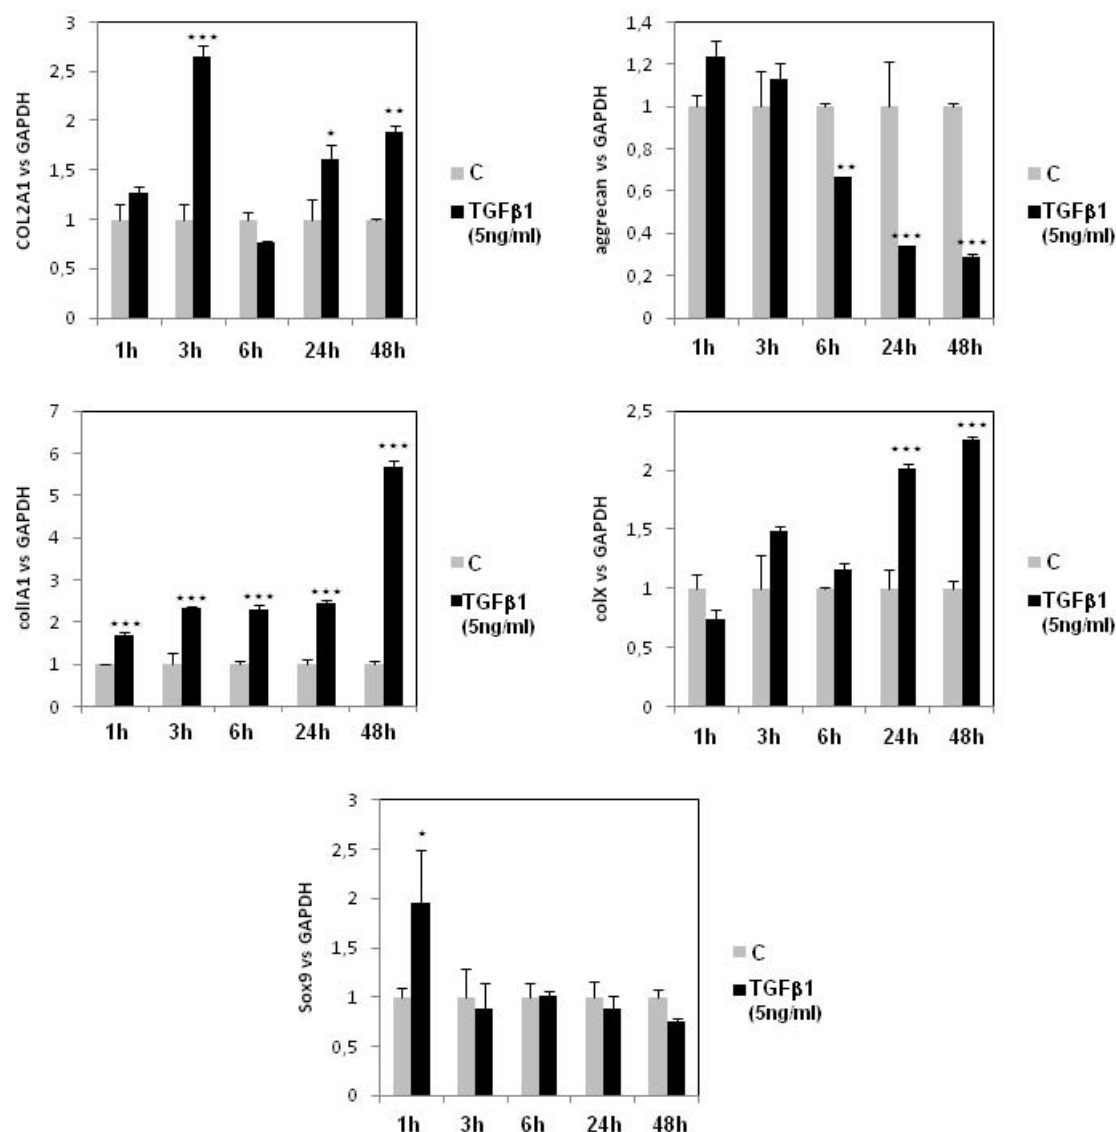 COL2A1 vs GAPDH
3
2,5
2
1,5
1
0,5
0
★★★
★
★★
1h 3h 6h 24h 48h
C
TGFβ1
(5ng/ml)
aggrecan vs GAPDH
1,4
1,2
1
0,8
0,6
0,4
0,2
0
★★
★★★
★★★
1h 3h 6h 24h 48h
C
TGFβ1
(5ng/ml)
colIA1 vs GAPDH
7
6
5
4
3
2
1
0
★★★
★★★
★★★
★★★
★★★
1h 3h 6h 24h 48h
C
TGFβ1
(5ng/ml)
colX vs GAPDH
2,5
2
1,5
1
0,5
0
★★★
★★★
1h 3h 6h 24h 48h
C
TGFβ1
(5ng/ml)
Sox9 vs GAPDH
3
2,5
2
1,5
1
0,5
0
★
1h 3h 6h 24h 48h
C
TGFβ1
(5ng/ml)